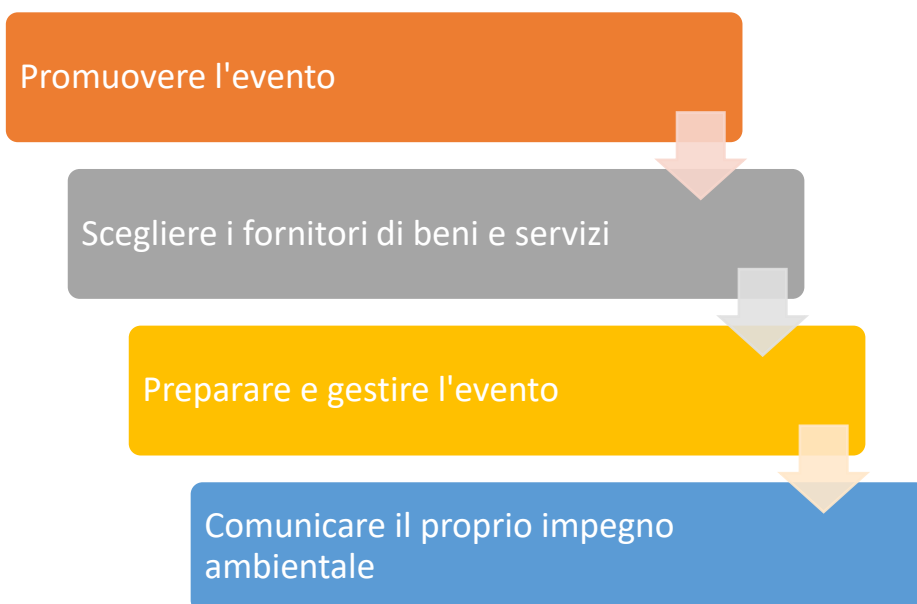 Promuovere l'evento
Scegliere i fornitori di beni e servizi
Preparare e gestire l'evento
Comunicare il proprio impegno
ambientale